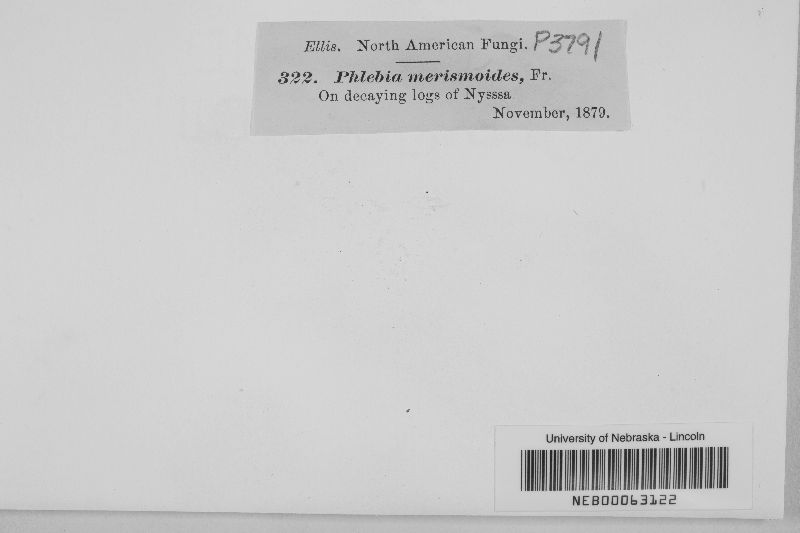 Ellis. North American Fungi. P3791
322. Phlebia merismoides, Fr.
On decaying logs of Nysssa
November, 1879.
University of Nebraska - Lincoln
NEB00063122